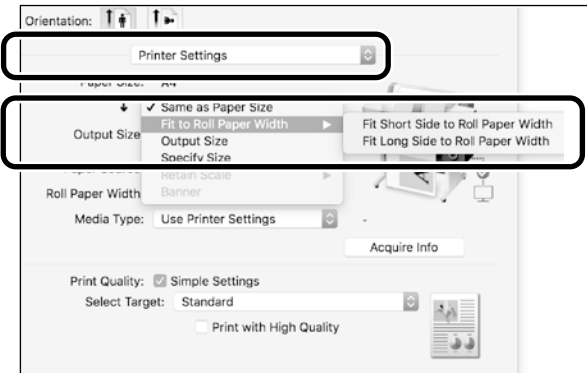 Orientation:
Printer Settings
Paper Size: A4
✓ Same as Paper Size
Output Size
Fit to Roll Paper Width
Fit Short Side to Roll Paper Width
Output Size
Fit Long Side to Roll Paper Width
Specify Size
Retain Scale
Roll Paper Width
Banner
Media Type: Use Printer Settings -
Acquire Info
Print Quality: Simple Settings
Select Target: Standard
Print with High Quality